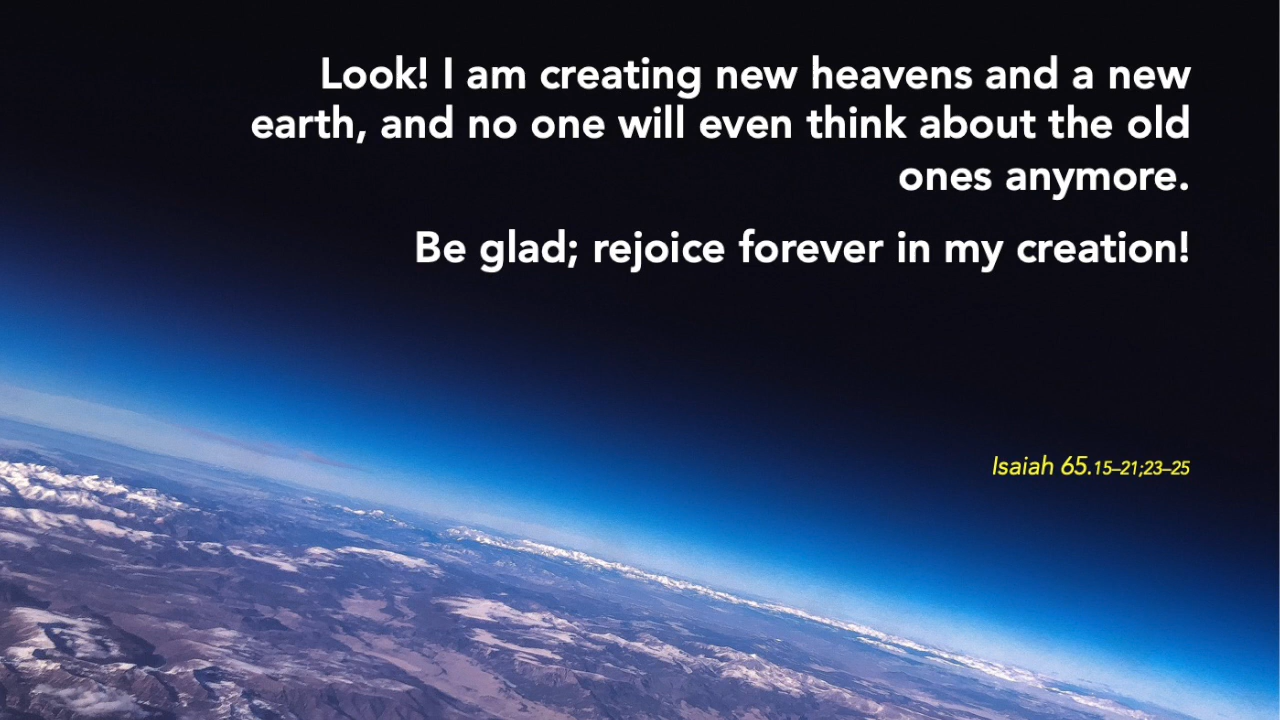 Look! I am creating new heavens and a new
earth, and no one will even think about the old
ones anymore.
Be glad; rejoice forever in my creation!
Isaiah 65.15–21;23–25